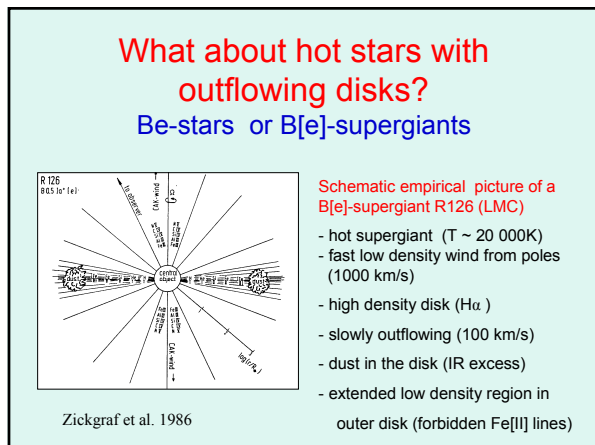 What about hot stars with
outflowing disks?
Be-stars or B[e]-supergiants
R 126
to observer
CAK-wind
Ω
dust
central
object
dust
CAK-wind
log(r/R*)
Schematic empirical picture of a
B[e]-supergiant R126 (LMC)
- hot supergiant (T ~ 20 000K)
- fast low density wind from poles
(1000 km/s)
- high density disk (Hα )
- slowly outflowing (100 km/s)
- dust in the disk (IR excess)
- extended low density region in
outer disk (forbidden Fe[II] lines)
Zickgraf et al. 1986